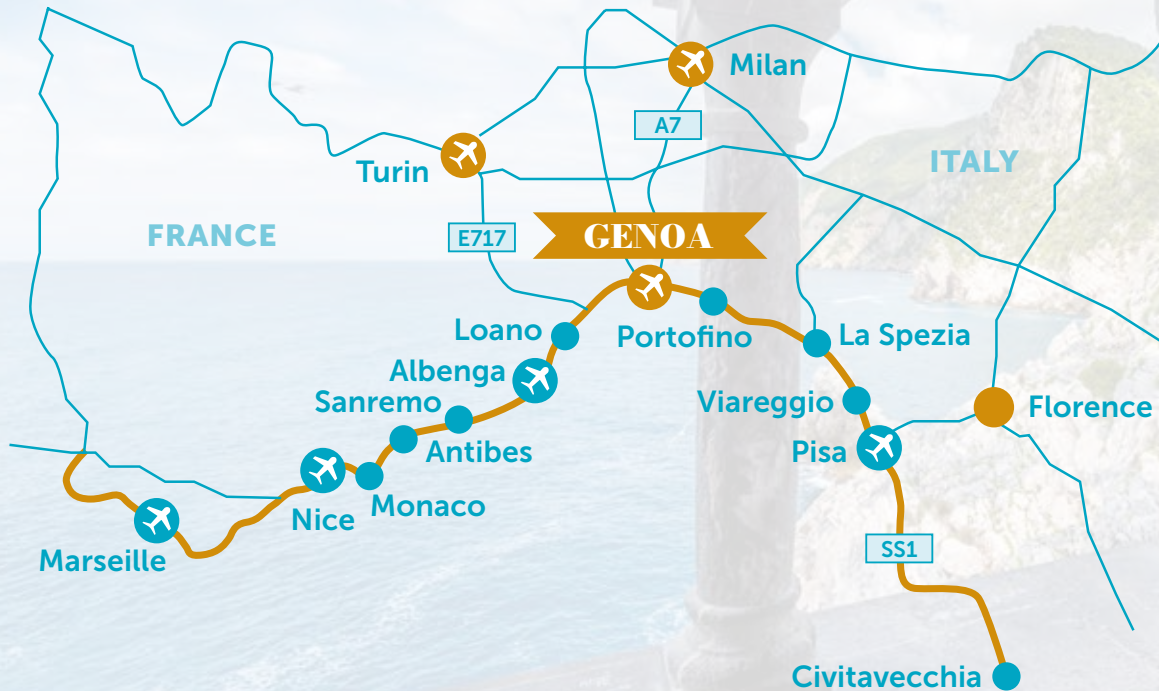 Milan
A7
Turin
ITALY
FRANCE
E717
GENOA
Loano
Portofino
La Spezia
Albenga
Sanremo
Viareggio
Florence
Antibes
Pisa
Monaco
Nice
Marseille
SS1
Civitavecchia